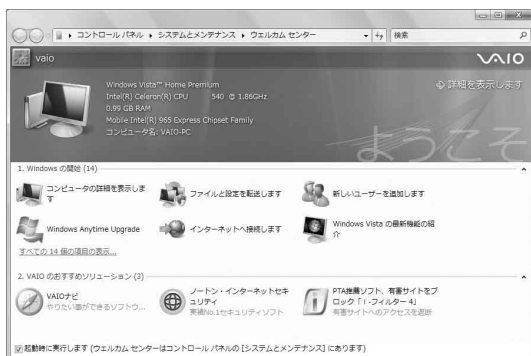 コントロール パネル ▸ システムとメンテナンス ▸ ウェルカム センター
検索
vaio
VAIO
Windows Vista™ Home Premium
詳細を表示します
Intel(R) Celeron(R) CPU 540 @ 1.86GHz
0.99 GB RAM
Mobile Intel(R) 965 Express Chipset Family
コンピュータ名: VAIO-PC
ようこそ
1. Windows の開始 (14)
コンピュータの詳細を表示しま
す
ファイルと設定を転送します
新しいユーザーを追加します
Windows Anytime Upgrade
インターネットへ接続します
Windows Vista の最新機能の紹
介
すべての 14 個の項目の表示...
2. VAIO のおすすめソリューション (3)
VAIOナビ
やりたい事ができるソフトウ...
ノートン・インターネットセキ
ュリティ
実績No.1セキュリティソフト
PTA推薦ソフト、有害サイトをブ
ロック「i -フィルター 4」
有害サイトへのアクセスを遮断
起動時に実行します (ウェルカム センターはコントロール パネルの [システムとメンテナンス] にあります)